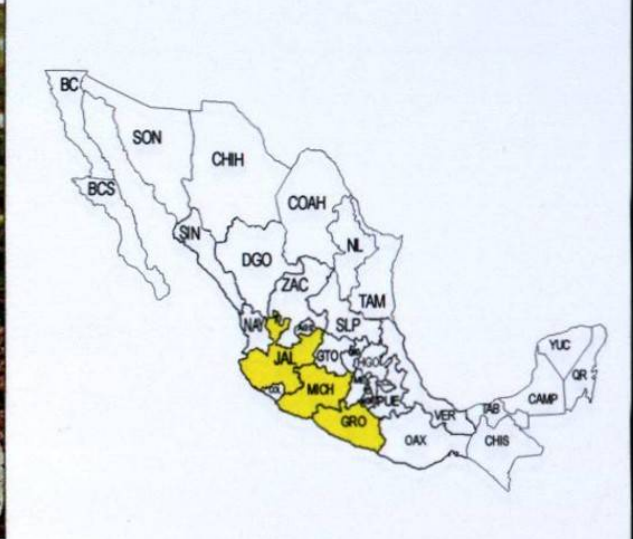 BC
SON
CHIH
BCS
COAH
SIN
NL
DGO
ZAC
TAM
NAY
SLP
JAL
GTO
HGO
YUC
QR
COL
MICH
PUE
CAMP
VER
TAB
GRO
OAX
CHIS